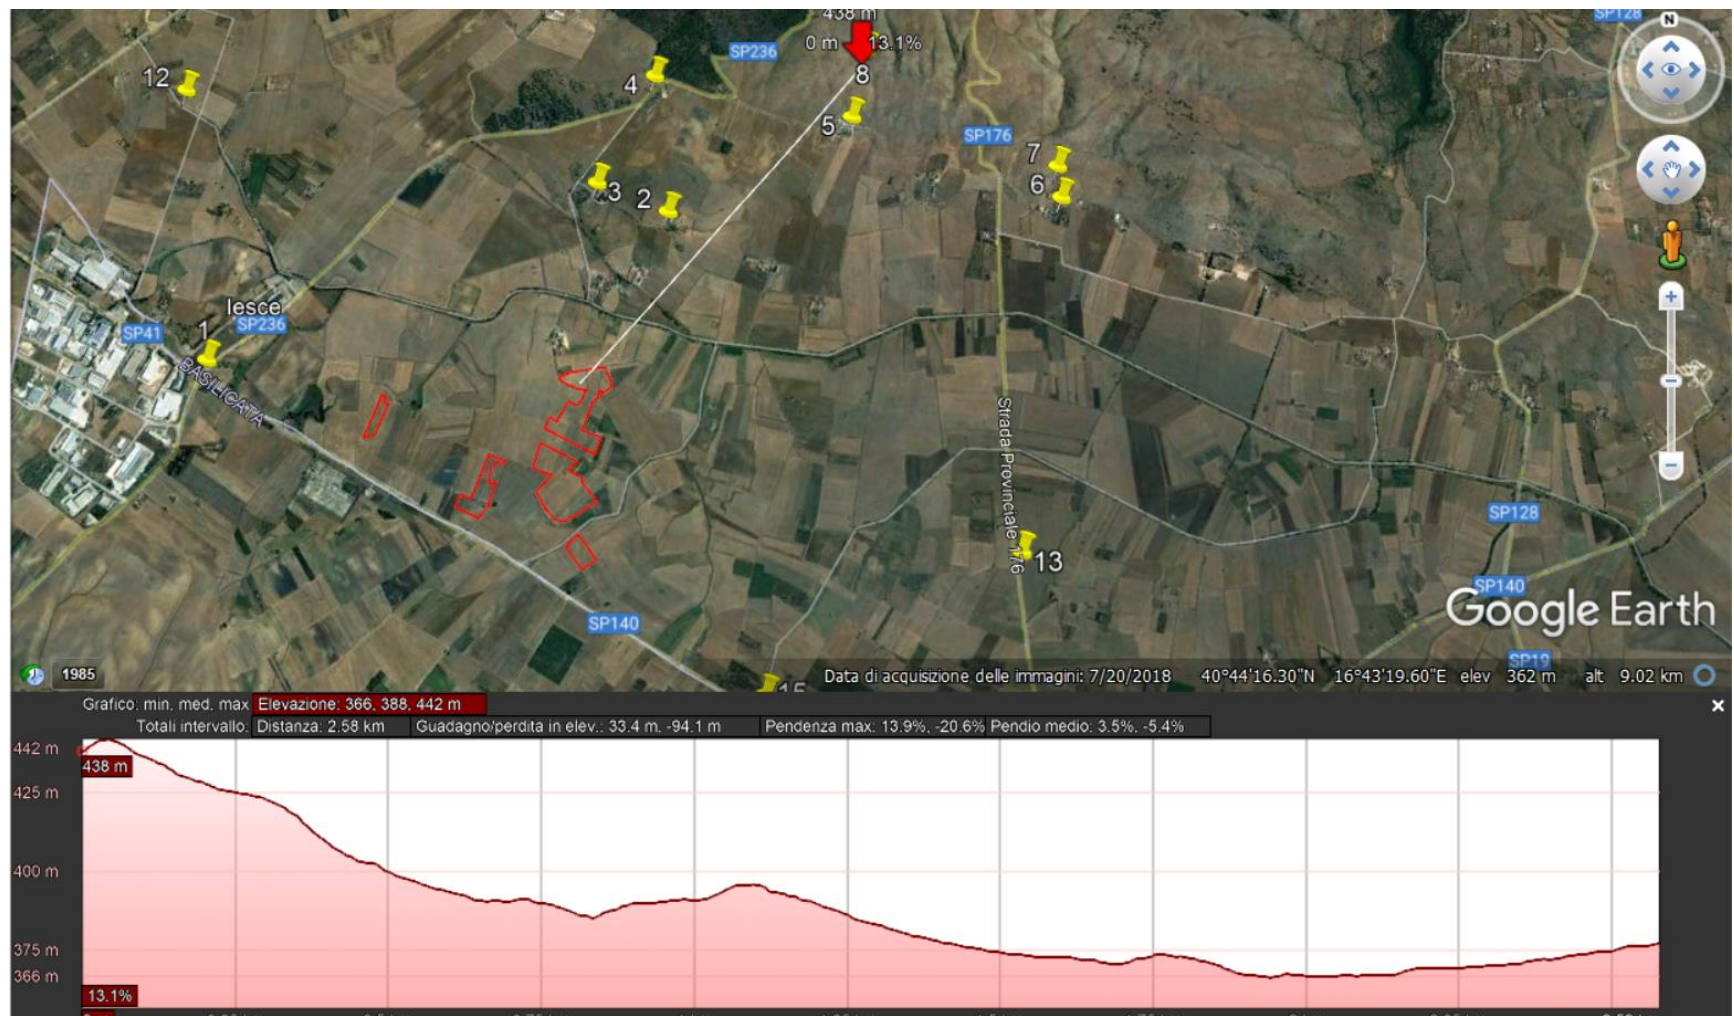 438 m
SP128
N
0 m
13.1%
SP236
12
4
8
5
SP176
7
6
3
2
Iesce
SP236
SP41
1
BASILICATA
Strada Provinciale 176
SP128
13
SP140
Google Earth
SP140
SP19
1985
Data di acquisizione delle immagini: 7/20/2018 40°44'16.30"N 16°43'19.60"E elev 362 m alt 9.02 km
15
Grafico: min, med, max Elevazione: 366, 388, 442 m
Totali intervallo: Distanza: 2.58 km Guadagno/perdita in elev.: 33.4 m, -94.1 m Pendenza max: 13.9%, -20.6% Pendio medio: 3.5%, -5.4%
442 m
438 m
425 m
400 m
375 m
366 m
13.1%